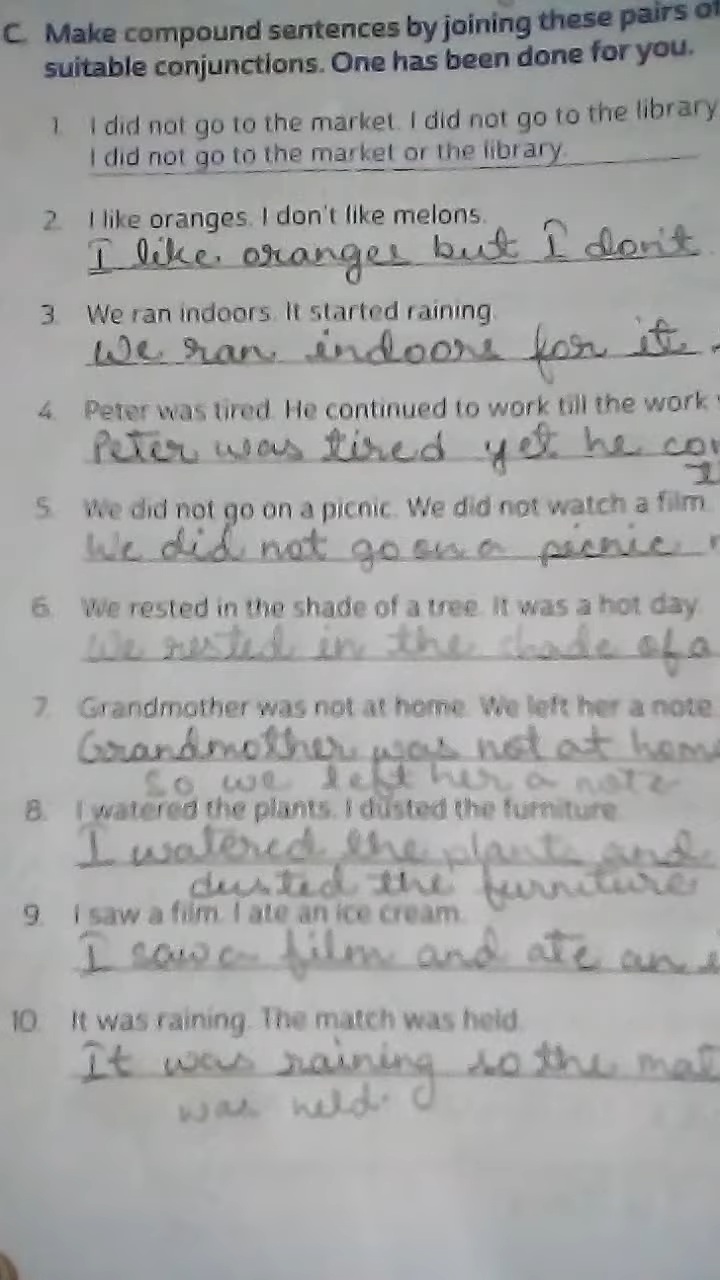 C. Make compound sentences by joining these pairs of
suitable conjunctions. One has been done for you.
1. I did not go to the market. I did not go to the library
I did not go to the market or the library.
2. I like oranges. I don't like melons.
I like oranges but I don't
3. We ran indoors. It started raining.
We ran indoors for it
4. Peter was tired. He continued to work till the work
Peter was tired yet he
5. We did not go on a picnic. We did not watch a film.
We did not go on a picnic
6. We rested in the shade of a tree. It was a hot day.
We rested in the shade of a
7. Grandmother was not at home. We left her a note.
Grandmother was not at home
so we left her a note
8. I watered the plants. I dusted the furniture.
I watered the plants and
dusted the furniture
9. I saw a film. I ate an ice cream.
I saw a film and ate an
10. It was raining. The match was held.
It was raining so the mat
was held.